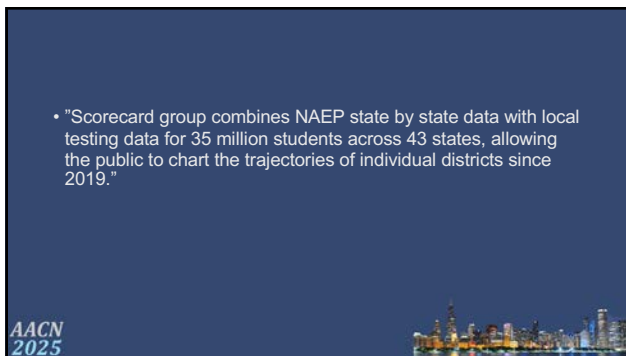 • ”Scorecard group combines NAEP state by state data with local
testing data for 35 million students across 43 states, allowing
the public to chart the trajectories of individual districts since
2019.”
AACN
2025